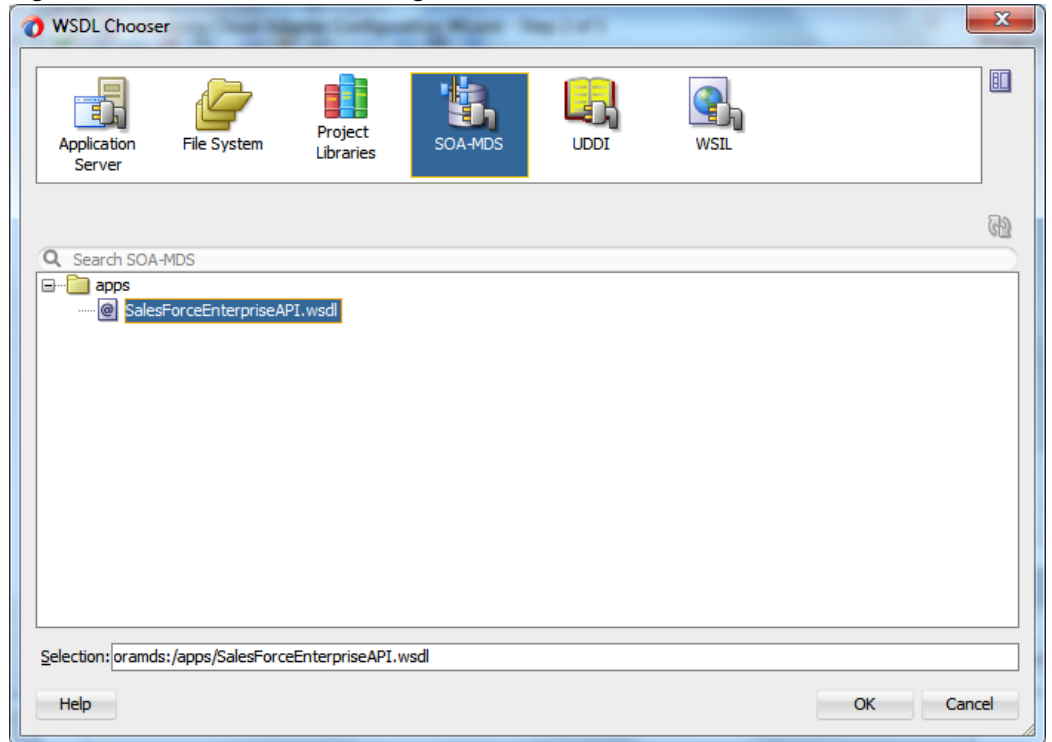 WSDL Chooser
Application
Server
File System
Project
Libraries
SOA-MDS
UDDI
WSIL
Search SOA-MDS
apps
SalesForceEnterpriseAPI.wsdl
Selection: oramds:/apps/SalesForceEnterpriseAPI.wsdl
Help
OK
Cancel